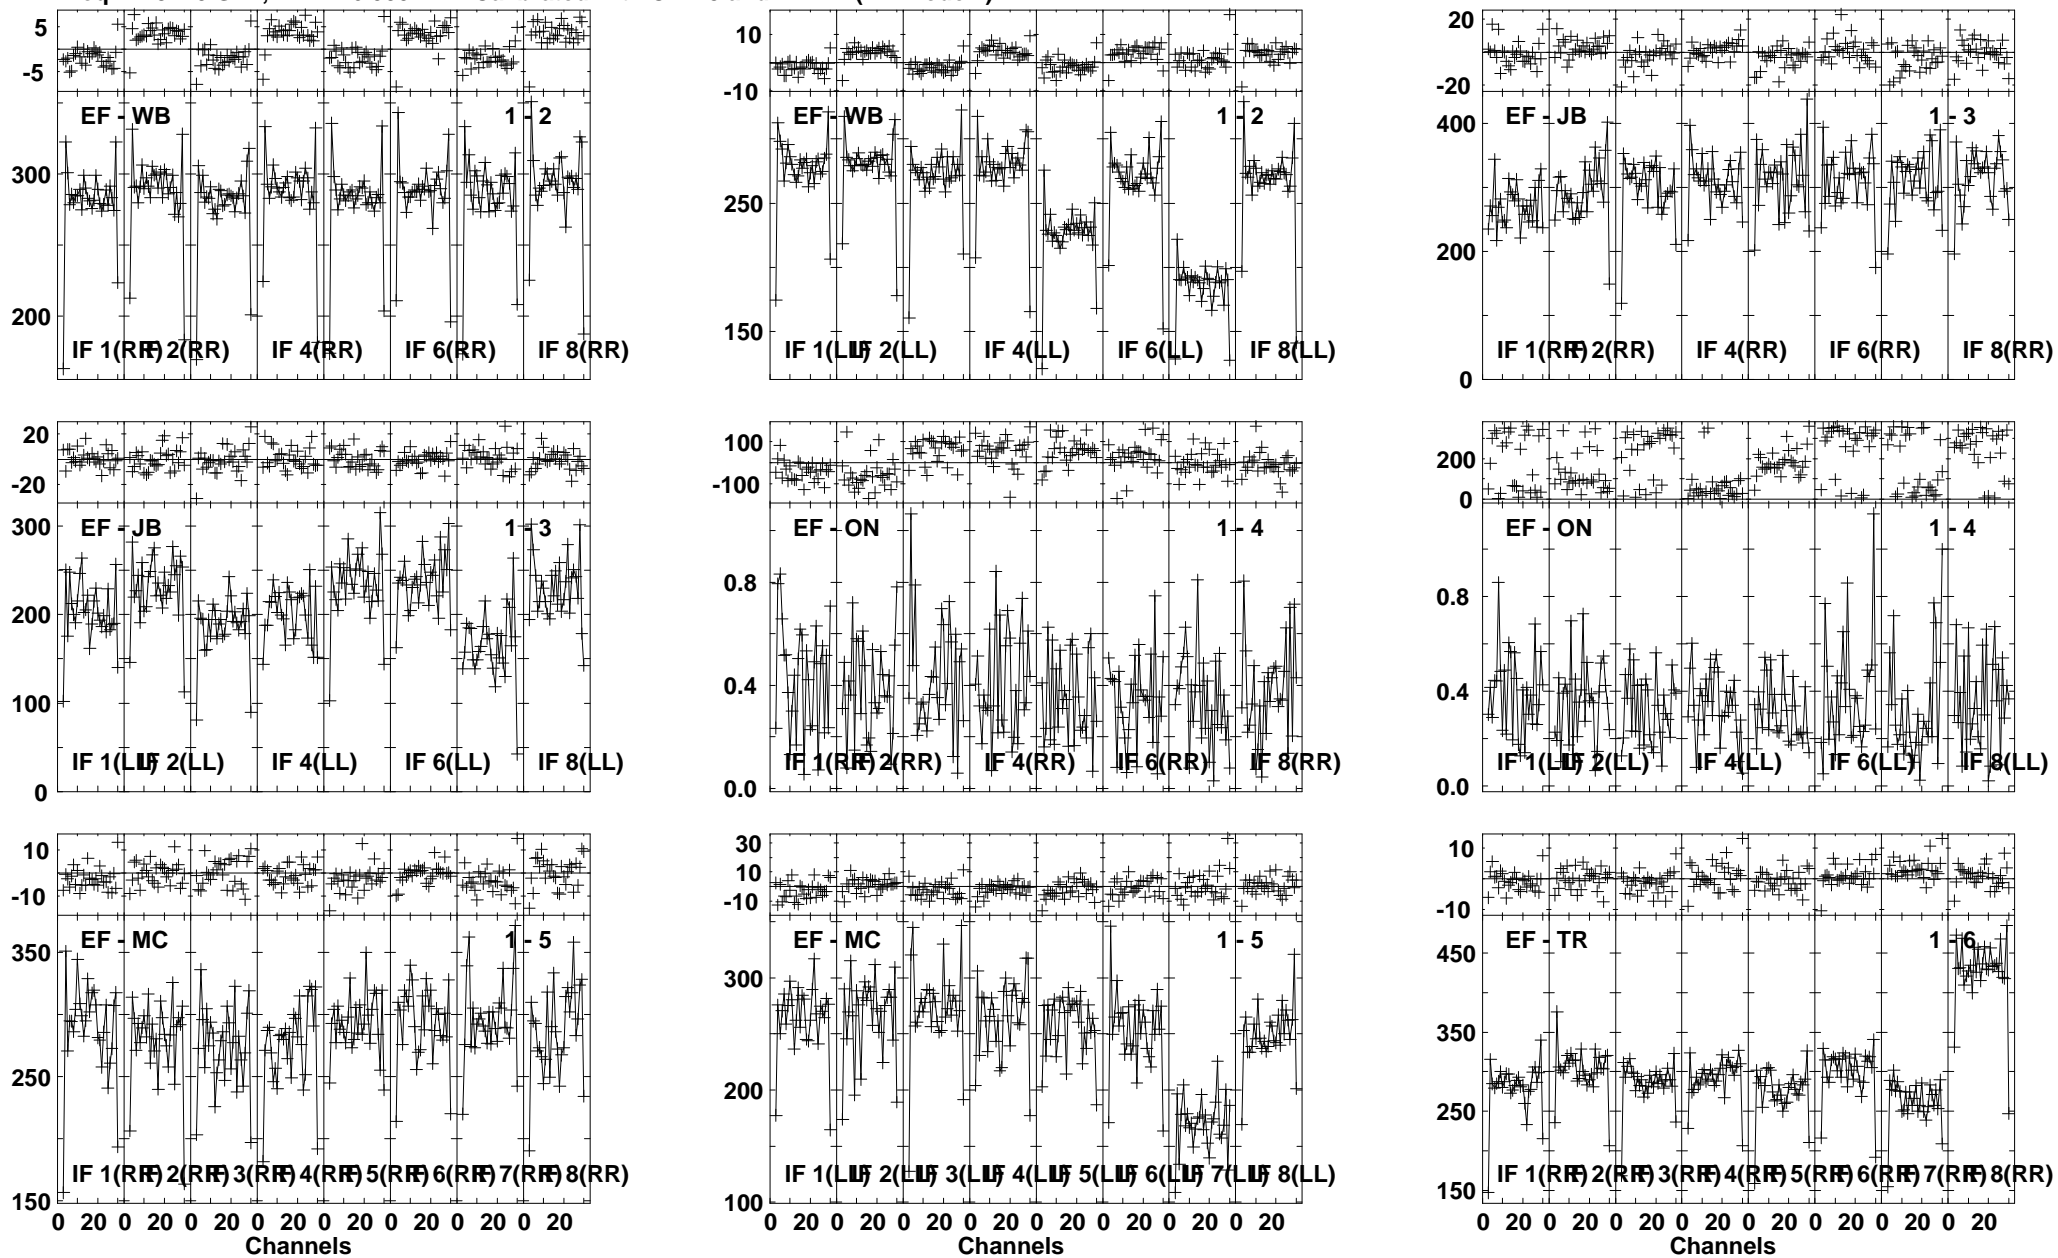 5
-5
EF - WB 1 - 2
300
200
IF 1(RR) IF 2(RR) IF 4(RR) IF 6(RR) IF 8(RR)
10
-10
EF - WB 1 - 2
250
150
IF 1(LL) IF 2(LL) IF 4(LL) IF 6(LL) IF 8(LL)
20
-20
EF - JB 1 - 3
400
200
0
IF 1(RR) IF 2(RR) IF 4(RR) IF 6(RR) IF 8(RR)
20
-20
EF - JB 1 - 3
300
200
100
0
IF 1(LL) IF 2(LL) IF 4(LL) IF 6(LL) IF 8(LL)
100
-100
EF - ON 1 - 4
0.8
0.4
0.0
IF 1(RR) IF 2(RR) IF 4(RR) IF 6(RR) IF 8(RR)
200
0
EF - ON 1 - 4
0.8
0.4
0.0
IF 1(LL) IF 2(LL) IF 4(LL) IF 6(LL) IF 8(LL)
10
-10
EF - MC 1 - 5
350
250
150
IF 1(RR) IF 2(RR) IF 3(RR) IF 4(RR) IF 5(RR) IF 6(RR) IF 7(RR) IF 8(RR)
0 20 0 20 0 20 0 20 0 20 0 20 0 20 0 20
Channels
30
10
-10
EF - MC 1 - 5
300
200
100
IF 1(LL) IF 2(LL) IF 3(LL) IF 4(LL) IF 5(LL) IF 6(LL) IF 7(LL) IF 8(LL)
0 20 0 20 0 20 0 20 0 20 0 20 0 20 0 20
Channels
10
-10
EF - TR 1 - 6
450
350
250
150
IF 1(RR) IF 2(RR) IF 3(RR) IF 4(RR) IF 5(RR) IF 6(RR) IF 7(RR) IF 8(RR)
0 20 0 20 0 20 0 20 0 20 0 20 0 20 0 20
Channels